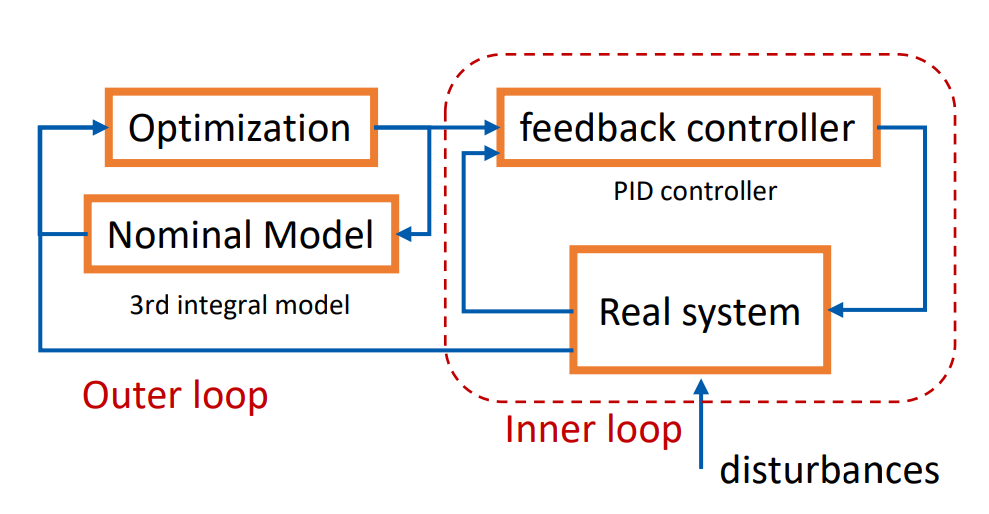 Optimization
feedback controller
PID controller
Nominal Model
3rd integral model
Real system
Outer loop
Inner loop
disturbances